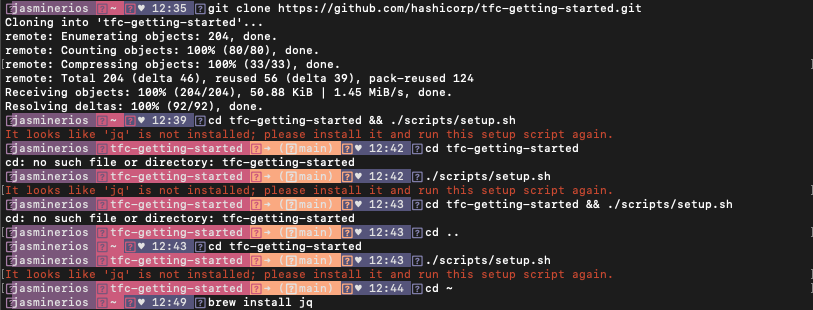 jasminerios ~ ♥ 12:35 git clone https://github.com/hashicorp/tfc-getting-started.git
Cloning into 'tfc-getting-started'...
remote: Enumerating objects: 204, done.
remote: Counting objects: 100% (80/80), done.
remote: Compressing objects: 100% (33/33), done.
remote: Total 204 (delta 46), reused 56 (delta 39), pack-reused 124
Receiving objects: 100% (204/204), 50.88 KiB | 1.45 MiB/s, done.
Resolving deltas: 100% (92/92), done.
jasminerios ~ ♥ 12:39 cd tfc-getting-started && ./scripts/setup.sh
It looks like 'jq' is not installed; please install it and run this setup script again.
jasminerios tfc-getting-started → (main) ♥ 12:42 cd tfc-getting-started
cd: no such file or directory: tfc-getting-started
jasminerios tfc-getting-started → (main) ♥ 12:42 ./scripts/setup.sh
It looks like 'jq' is not installed; please install it and run this setup script again.
jasminerios tfc-getting-started → (main) ♥ 12:43 cd tfc-getting-started && ./scripts/setup.sh
cd: no such file or directory: tfc-getting-started
jasminerios tfc-getting-started → (main) ♥ 12:43 cd ..
jasminerios ~ ♥ 12:43 cd tfc-getting-started
jasminerios tfc-getting-started → (main) ♥ 12:43 ./scripts/setup.sh
It looks like 'jq' is not installed; please install it and run this setup script again.
jasminerios tfc-getting-started → (main) ♥ 12:44 cd ~
jasminerios ~ ♥ 12:49 brew install jq